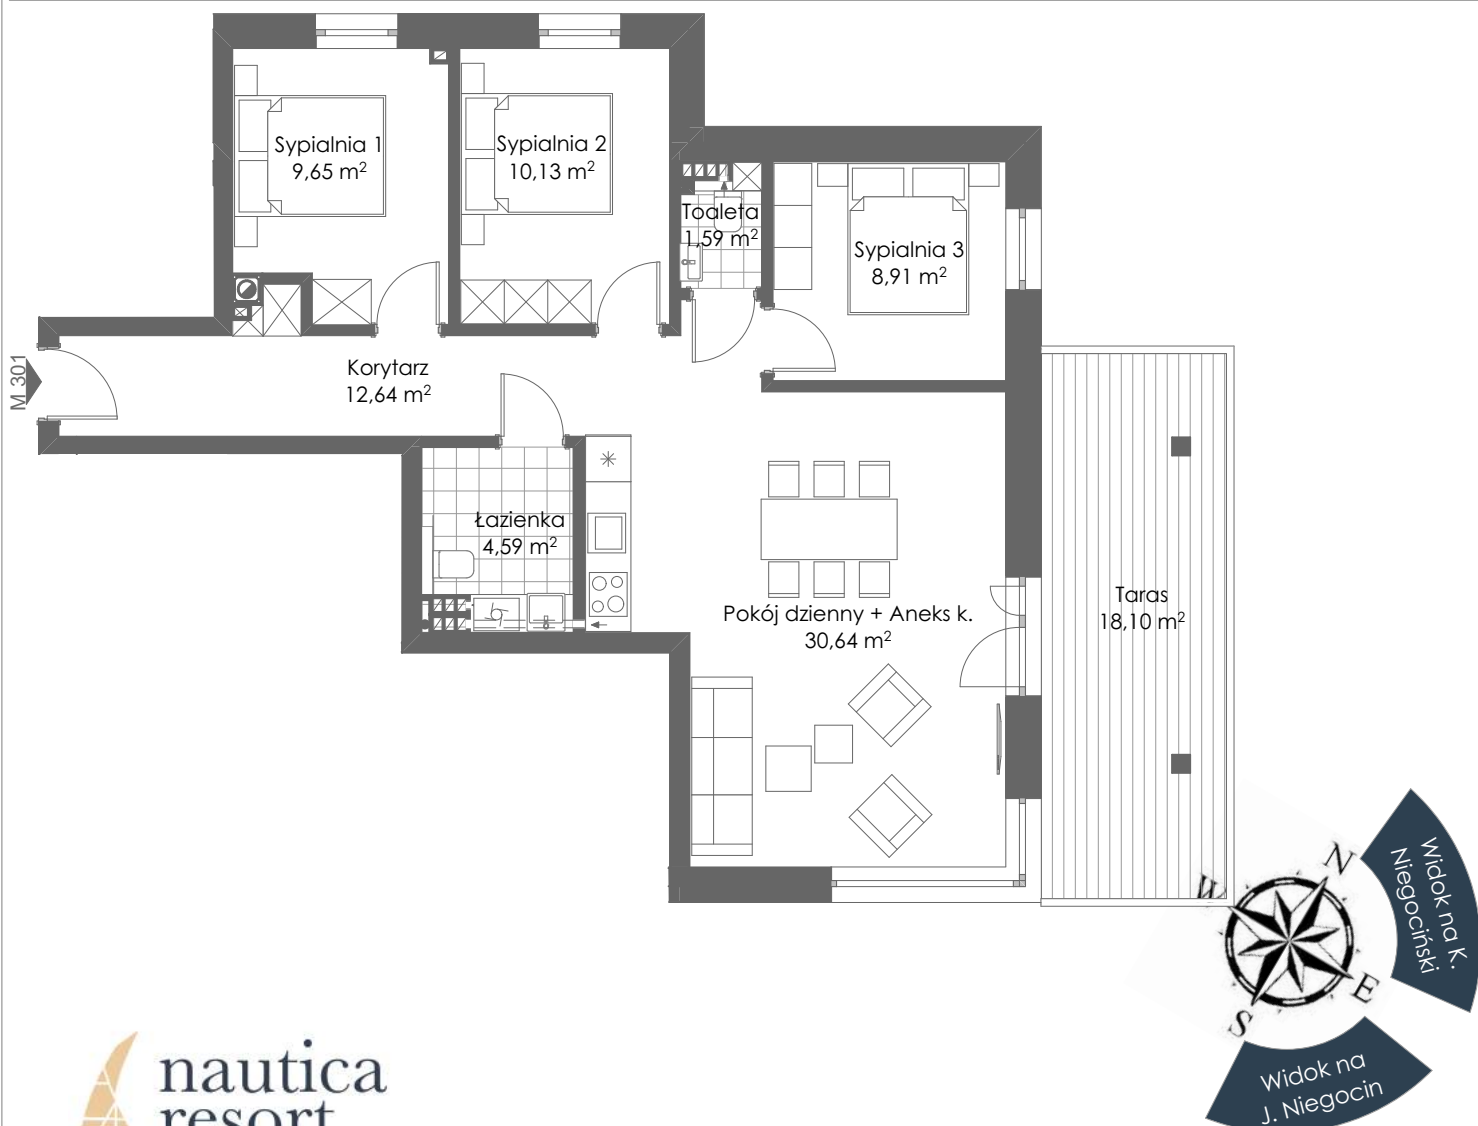 Sypialnia 1
9,65 m²
Sypialnia 2
10,13 m²
Toaleta
1,59 m²
Sypialnia 3
8,91 m²
M 301
Korytarz
12,64 m²
Łazienka
4,59 m²
Pokój dzienny + Aneks k.
30,64 m²
Taras
18,10 m²
N
W
E
S
Widok na K.
Niegociński
Widok na
J. Niegocin
nautica
resort